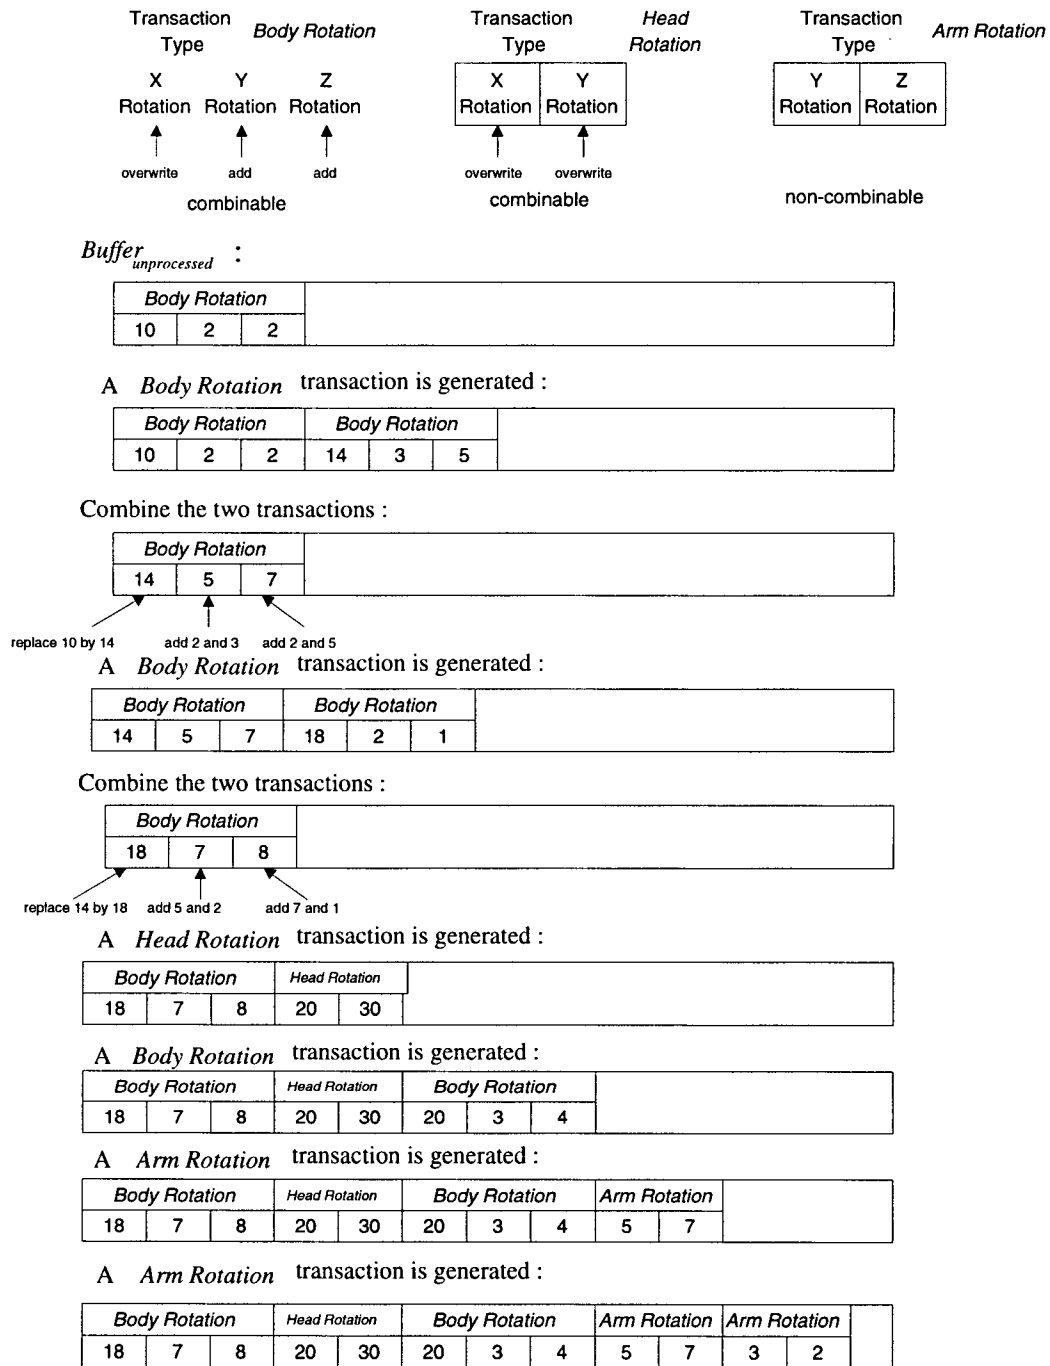 Transaction Type Body Rotation
X Rotation Y Rotation Z Rotation
overwrite add add
combinable
Transaction Type Head Rotation
X Rotation Y Rotation
overwrite overwrite
combinable
Transaction Type Arm Rotation
Y Rotation Z Rotation
non-combinable
Buffer unprocessed :
Body Rotation
10 2 2
A Body Rotation transaction is generated :
Body Rotation Body Rotation
10 2 2 14 3 5
Combine the two transactions :
Body Rotation
14 5 7
replace 10 by 14 add 2 and 3 add 2 and 5
A Body Rotation transaction is generated :
Body Rotation Body Rotation
14 5 7 18 2 1
Combine the two transactions :
Body Rotation
18 7 8
replace 14 by 18 add 5 and 2 add 7 and 1
A Head Rotation transaction is generated :
Body Rotation Head Rotation
18 7 8 20 30
A Body Rotation transaction is generated :
Body Rotation Head Rotation Body Rotation
18 7 8 20 30 20 3 4
A Arm Rotation transaction is generated :
Body Rotation Head Rotation Body Rotation Arm Rotation
18 7 8 20 30 20 3 4 5 7
A Arm Rotation transaction is generated :
Body Rotation Head Rotation Body Rotation Arm Rotation Arm Rotation
18 7 8 20 30 20 3 4 5 7 3 2